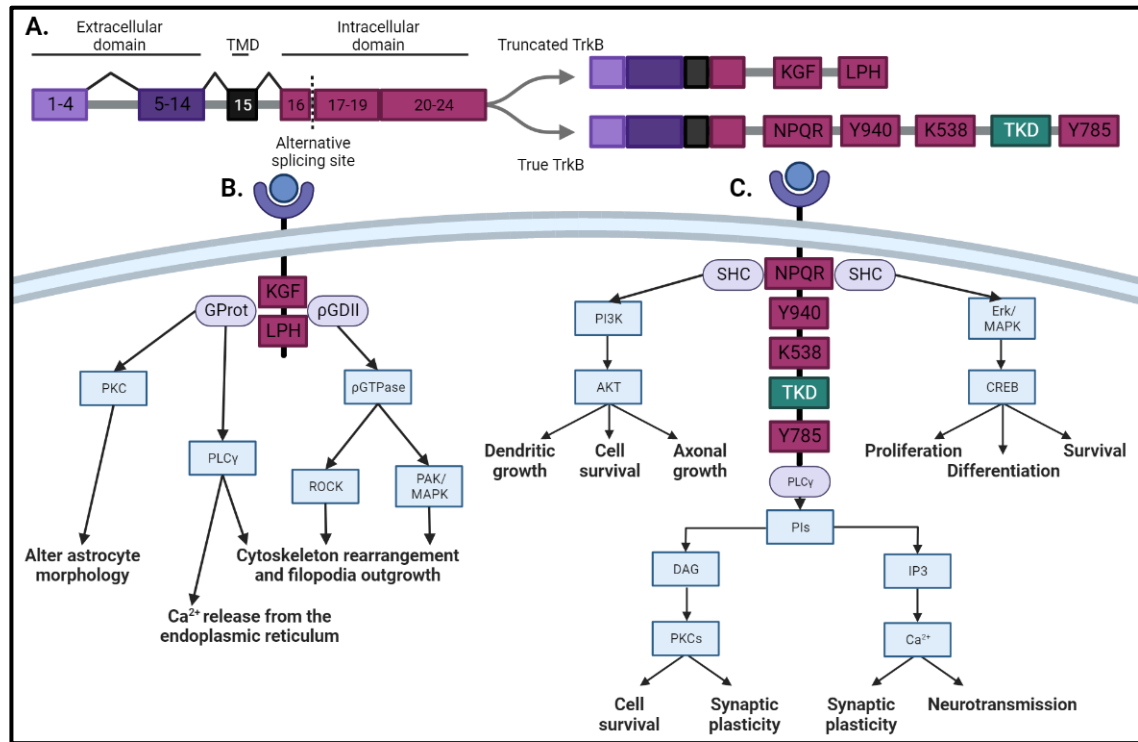 A.
Extracellular
domain
TMD
Intracellular
domain
1-4
5-14
15
16
17-19
20-24
Alternative
splicing site
Truncated TrkB
KGF
LPH
True TrkB
NPQR
Y940
K538
TKD
Y785
B.
KGF
GProt
LPH
ρGDII
PKC
ρGTPase
PLCγ
ROCK
PAK/
MAPK
Alter astrocyte
morphology
Cytoskeleton rearrangement
and filopodia outgrowth
Ca²⁺ release from the
endoplasmic reticulum
C.
SHC
NPQR
SHC
PI3K
Y940
Erk/
MAPK
K538
AKT
TKD
CREB
Y785
Dendritic
growth
Cell
survival
Axonal
growth
Proliferation
Differentiation
Survival
PLCγ
PIs
DAG
IP3
PKCs
Ca²⁺
Cell
survival
Synaptic
plasticity
Synaptic
plasticity
Neurotransmission